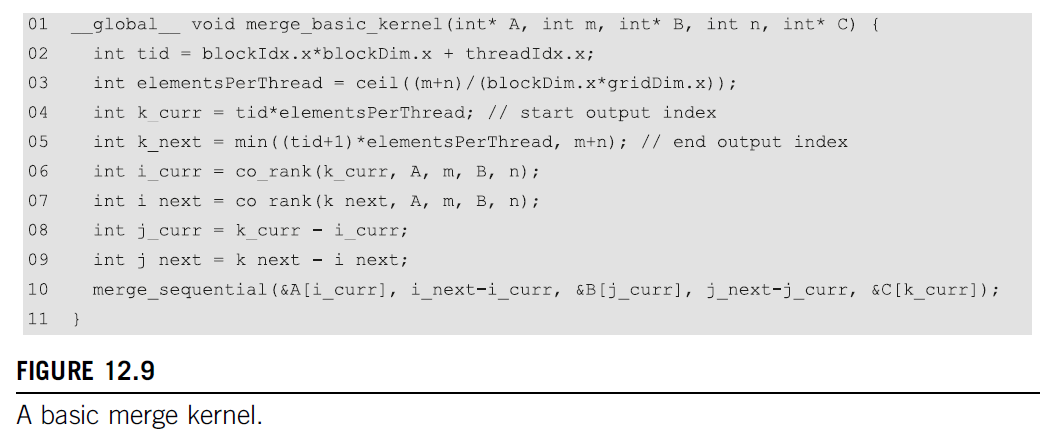 01 __global__ void merge_basic_kernel(int* A, int m, int* B, int n, int* C) {
02 int tid = blockIdx.x*blockDim.x + threadIdx.x;
03 int elementsPerThread = ceil((m+n)/(blockDim.x*gridDim.x));
04 int k_curr = tid*elementsPerThread; // start output index
05 int k_next = min((tid+1)*elementsPerThread, m+n); // end output index
06 int i_curr = co_rank(k_curr, A, m, B, n);
07 int i next = co rank(k next, A, m, B, n);
08 int j_curr = k_curr - i_curr;
09 int j next = k next - i next;
10 merge_sequential(&A[i_curr], i_next-i_curr, &B[j_curr], j_next-j_curr, &C[k_curr]);
11 }
FIGURE 12.9
A basic merge kernel.